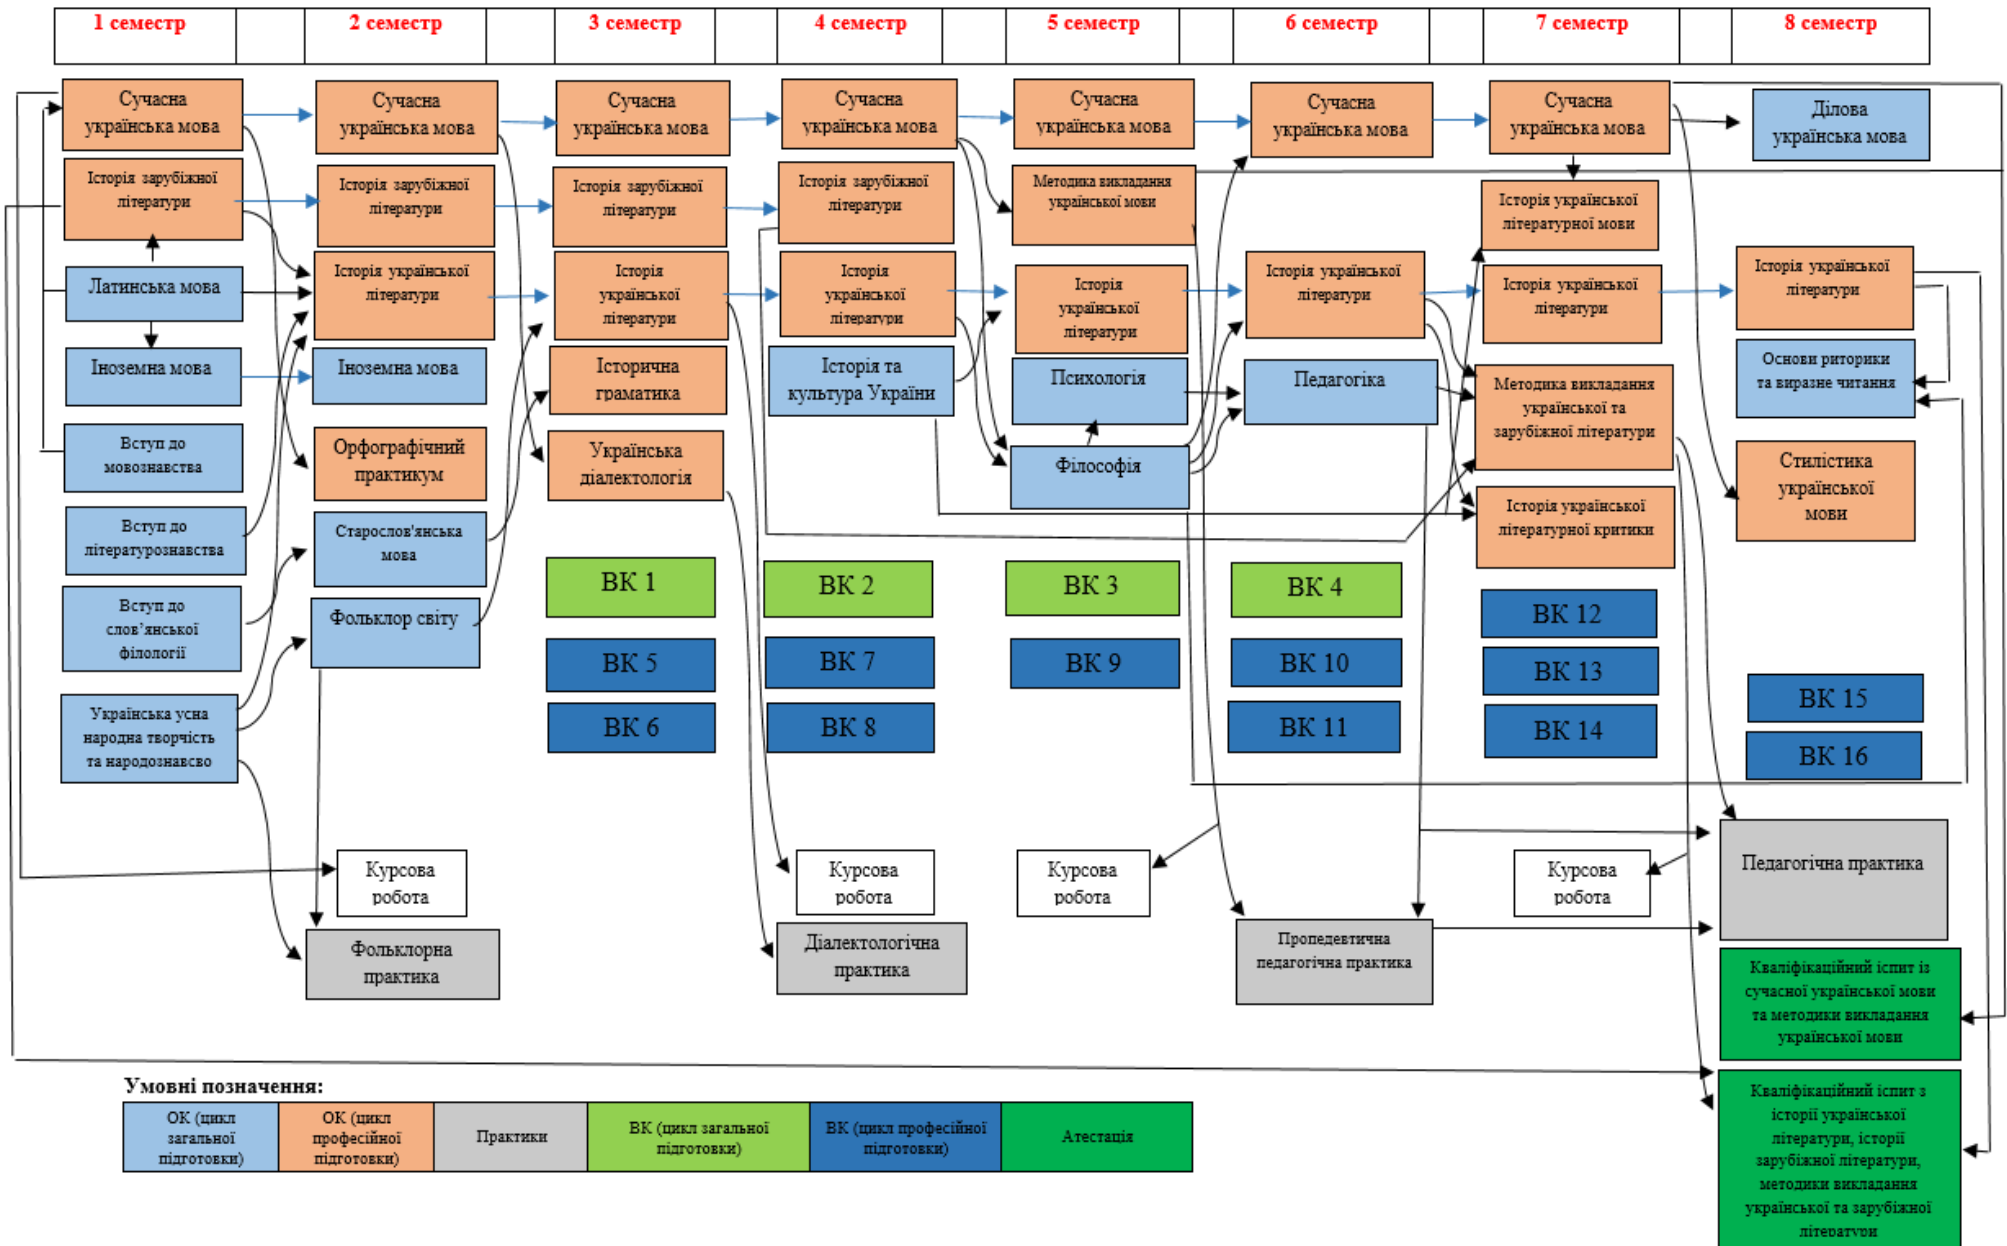 1 семестр
2 семестр
3 семестр
4 семестр
5 семестр
6 семестр
7 семестр
8 семестр
Сучасна
українська мова
Історія зарубіжної
літератури
Латинська мова
Іноземна мова
Вступ до
мовознавства
Вступ до
літературознавства
Вступ до
слов’янської
філології
Українська усна
народна творчість
та народознавсво
Сучасна
українська мова
Історія зарубіжної
літератури
Історія української
літератури
Іноземна мова
Орфографічний
практикум
Старослов'янська
мова
Фольклор світу
Курсова
робота
Фольклорна
практика
Сучасна
українська мова
Історія зарубіжної
літератури
Історія
української
літератури
Історична
граматика
Українська
діалектологія
ВК 1
ВК 5
ВК 6
Сучасна
українська мова
Історія зарубіжної
літератури
Історія
української
літератури
Історія та
культура України
ВК 2
ВК 7
ВК 8
Курсова
робота
Діалектологічна
практика
Сучасна
українська мова
Методика викладання
української мови
Історія
української
літератури
Психологія
Філософія
ВК 3
ВК 9
Курсова
робота
Сучасна
українська мова
Історія української
літератури
Педагогіка
ВК 4
ВК 10
ВК 11
Пропедевтична
педагогічна практика
Сучасна
українська мова
Історія української
літературної мови
Історія української
літератури
Методика викладання
української та
зарубіжної літератури
Історія української
літературної критики
ВК 12
ВК 13
ВК 14
Курсова
робота
Ділова
українська мова
Історія української
літератури
Основи риторики
та виразне читання
Стилістика
української
мови
ВК 15
ВК 16
Педагогічна практика
Кваліфікаційний іспит із
сучасної української мови
та методики викладання
української мови
Кваліфікаційний іспит з
історії української
літератури, історії
зарубіжної літератури,
методики викладання
української та зарубіжної
літератури
Умовні позначення:
ОК (цикл
загальної
підготовки)
ОК (цикл
професійної
підготовки)
Практики
ВК (цикл загальної
підготовки)
ВК (цикл професійної
підготовки)
Атестація